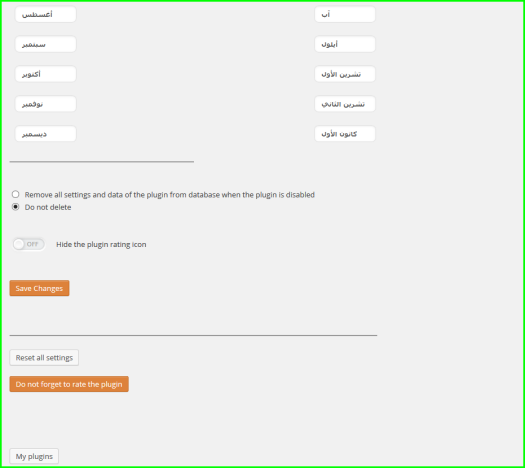 أغسطس
آب
سبتمبر
أيلول
أكتوبر
تشرين الأول
نوفمبر
تشرين الثاني
ديسمبر
كانون الأول
Remove all settings and data of the plugin from database when the plugin is disabled
Do not delete
OFF Hide the plugin rating icon
Save Changes
Reset all settings
Do not forget to rate the plugin
My plugins